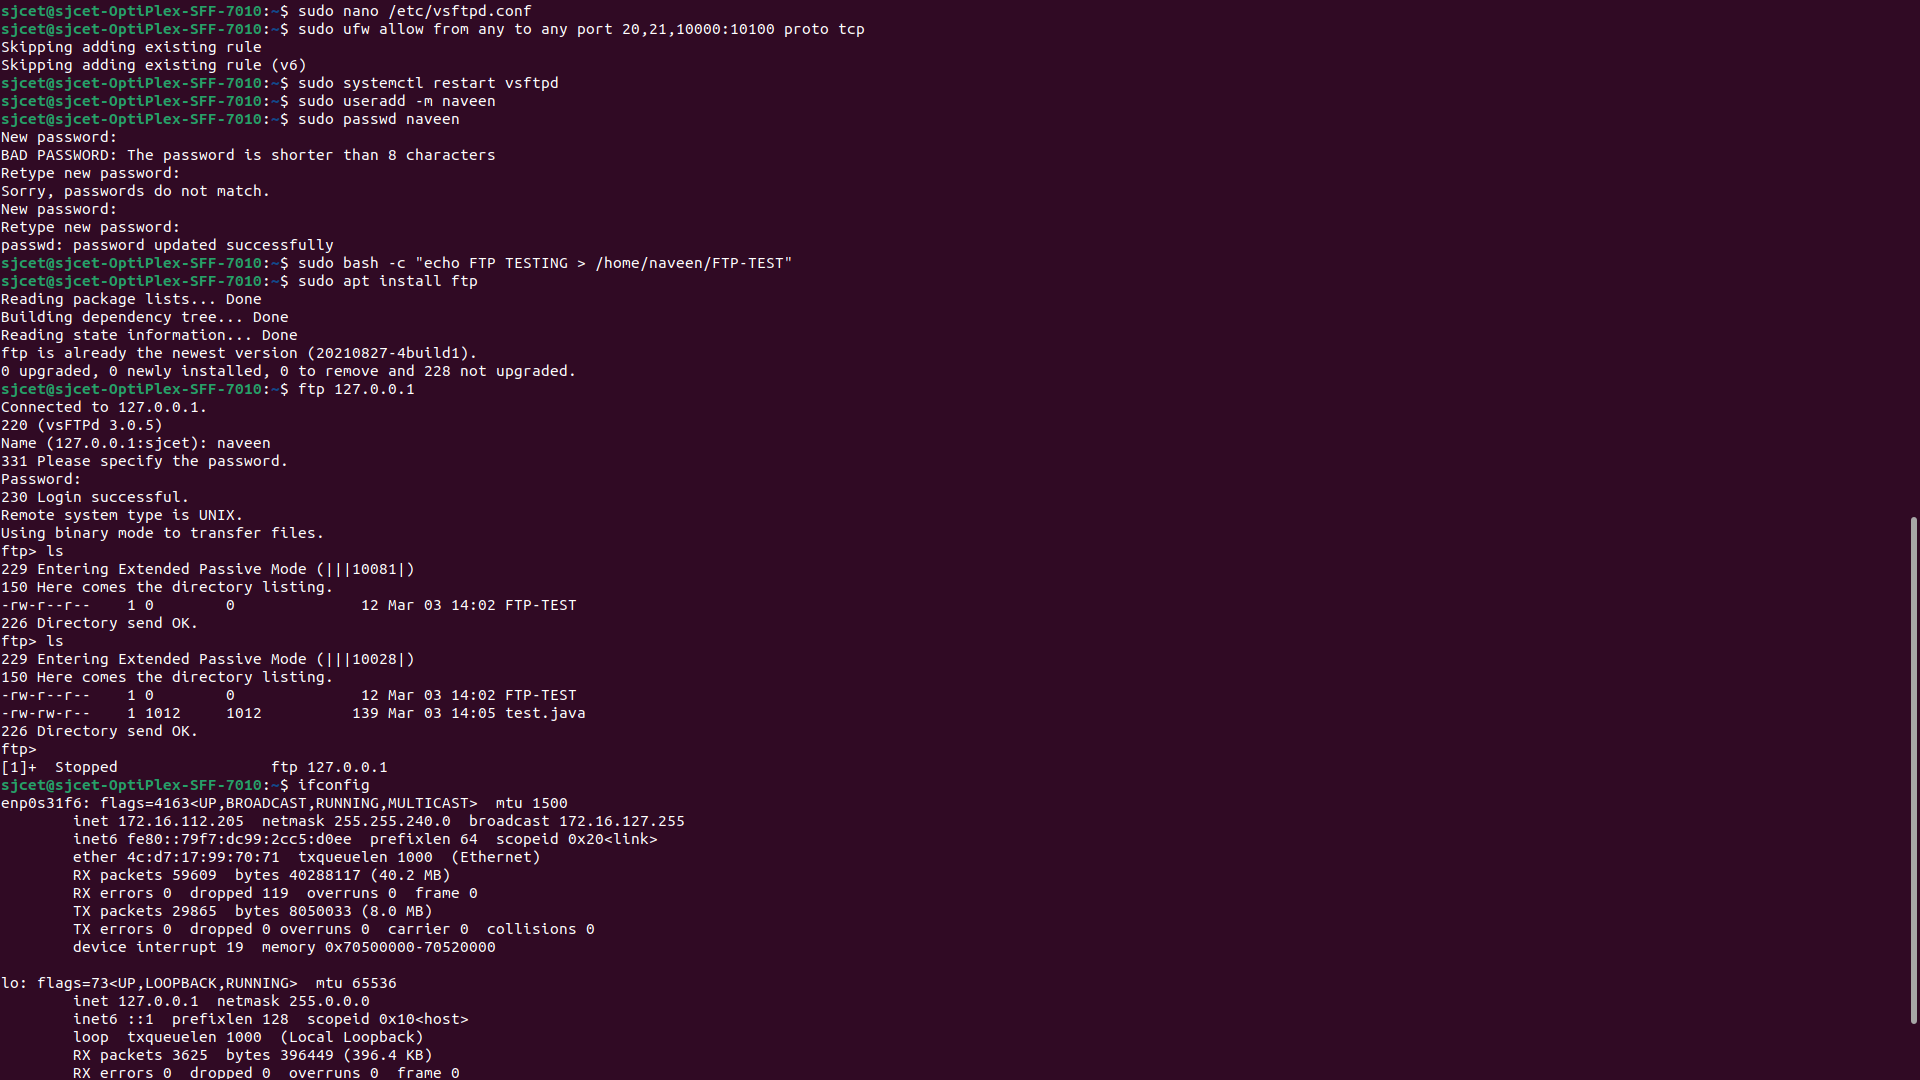 sjcet@sjcet-OptiPlex-SFF-7010:~$ sudo nano /etc/vsftpd.conf
sjcet@sjcet-OptiPlex-SFF-7010:~$ sudo ufw allow from any to any port 20,21,10000:10100 proto tcp
Skipping adding existing rule
Skipping adding existing rule (v6)
sjcet@sjcet-OptiPlex-SFF-7010:~$ sudo systemctl restart vsftpd
sjcet@sjcet-OptiPlex-SFF-7010:~$ sudo useradd -m naveen
sjcet@sjcet-OptiPlex-SFF-7010:~$ sudo passwd naveen
New password:
BAD PASSWORD: The password is shorter than 8 characters
Retype new password:
Sorry, passwords do not match.
New password:
Retype new password:
passwd: password updated successfully
sjcet@sjcet-OptiPlex-SFF-7010:~$ sudo bash -c "echo FTP TESTING > /home/naveen/FTP-TEST"
sjcet@sjcet-OptiPlex-SFF-7010:~$ sudo apt install ftp
Reading package lists... Done
Building dependency tree... Done
Reading state information... Done
ftp is already the newest version (20210827-4build1).
0 upgraded, 0 newly installed, 0 to remove and 228 not upgraded.
sjcet@sjcet-OptiPlex-SFF-7010:~$ ftp 127.0.0.1
Connected to 127.0.0.1.
220 (vsFTPd 3.0.5)
Name (127.0.0.1:sjcet): naveen
331 Please specify the password.
Password:
230 Login successful.
Remote system type is UNIX.
Using binary mode to transfer files.
ftp> ls
229 Entering Extended Passive Mode (|||10081|)
150 Here comes the directory listing.
-rw-r--r--    1 0        0              12 Mar 03 14:02 FTP-TEST
226 Directory send OK.
ftp> ls
229 Entering Extended Passive Mode (|||10028|)
150 Here comes the directory listing.
-rw-r--r--    1 0        0              12 Mar 03 14:02 FTP-TEST
-rw-rw-r--    1 1012     1012          139 Mar 03 14:05 test.java
226 Directory send OK.
ftp>
[1]+  Stopped                 ftp 127.0.0.1
sjcet@sjcet-OptiPlex-SFF-7010:~$ ifconfig
enp0s31f6: flags=4163<UP,BROADCAST,RUNNING,MULTICAST>  mtu 1500
        inet 172.16.112.205  netmask 255.255.240.0  broadcast 172.16.127.255
        inet6 fe80::79f7:dc99:2cc5:d0ee  prefixlen 64  scopeid 0x20<link>
        ether 4c:d7:17:99:70:71  txqueuelen 1000  (Ethernet)
        RX packets 59609  bytes 40288117 (40.2 MB)
        RX errors 0  dropped 119  overruns 0  frame 0
        TX packets 29865  bytes 8050033 (8.0 MB)
        TX errors 0  dropped 0 overruns 0  carrier 0  collisions 0
        device interrupt 19  memory 0x70500000-70520000

lo: flags=73<UP,LOOPBACK,RUNNING>  mtu 65536
        inet 127.0.0.1  netmask 255.0.0.0
        inet6 ::1  prefixlen 128  scopeid 0x10<host>
        loop  txqueuelen 1000  (Local Loopback)
        RX packets 3625  bytes 396449 (396.4 KB)
        RX errors 0  dropped 0  overruns 0  frame 0